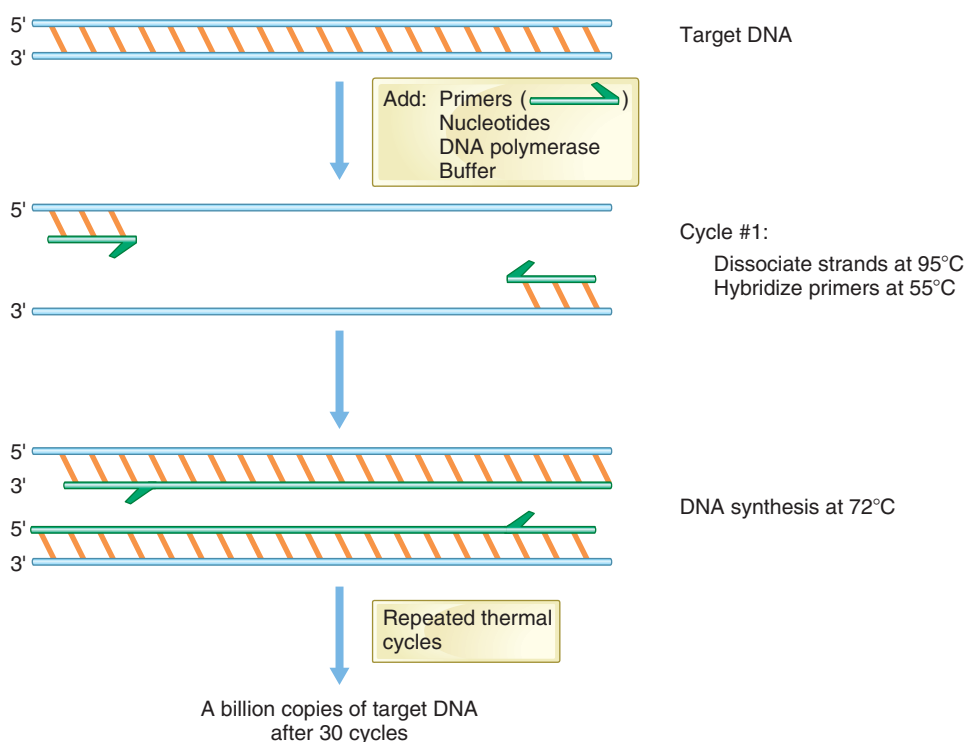 5'
3'
Target DNA
Add: Primers ( )
Nucleotides
DNA polymerase
Buffer
5'
3'
Cycle #1:
Dissociate strands at 95°C
Hybridize primers at 55°C
5'
3'
5'
3'
DNA synthesis at 72°C
Repeated thermal
cycles
A billion copies of target DNA
after 30 cycles